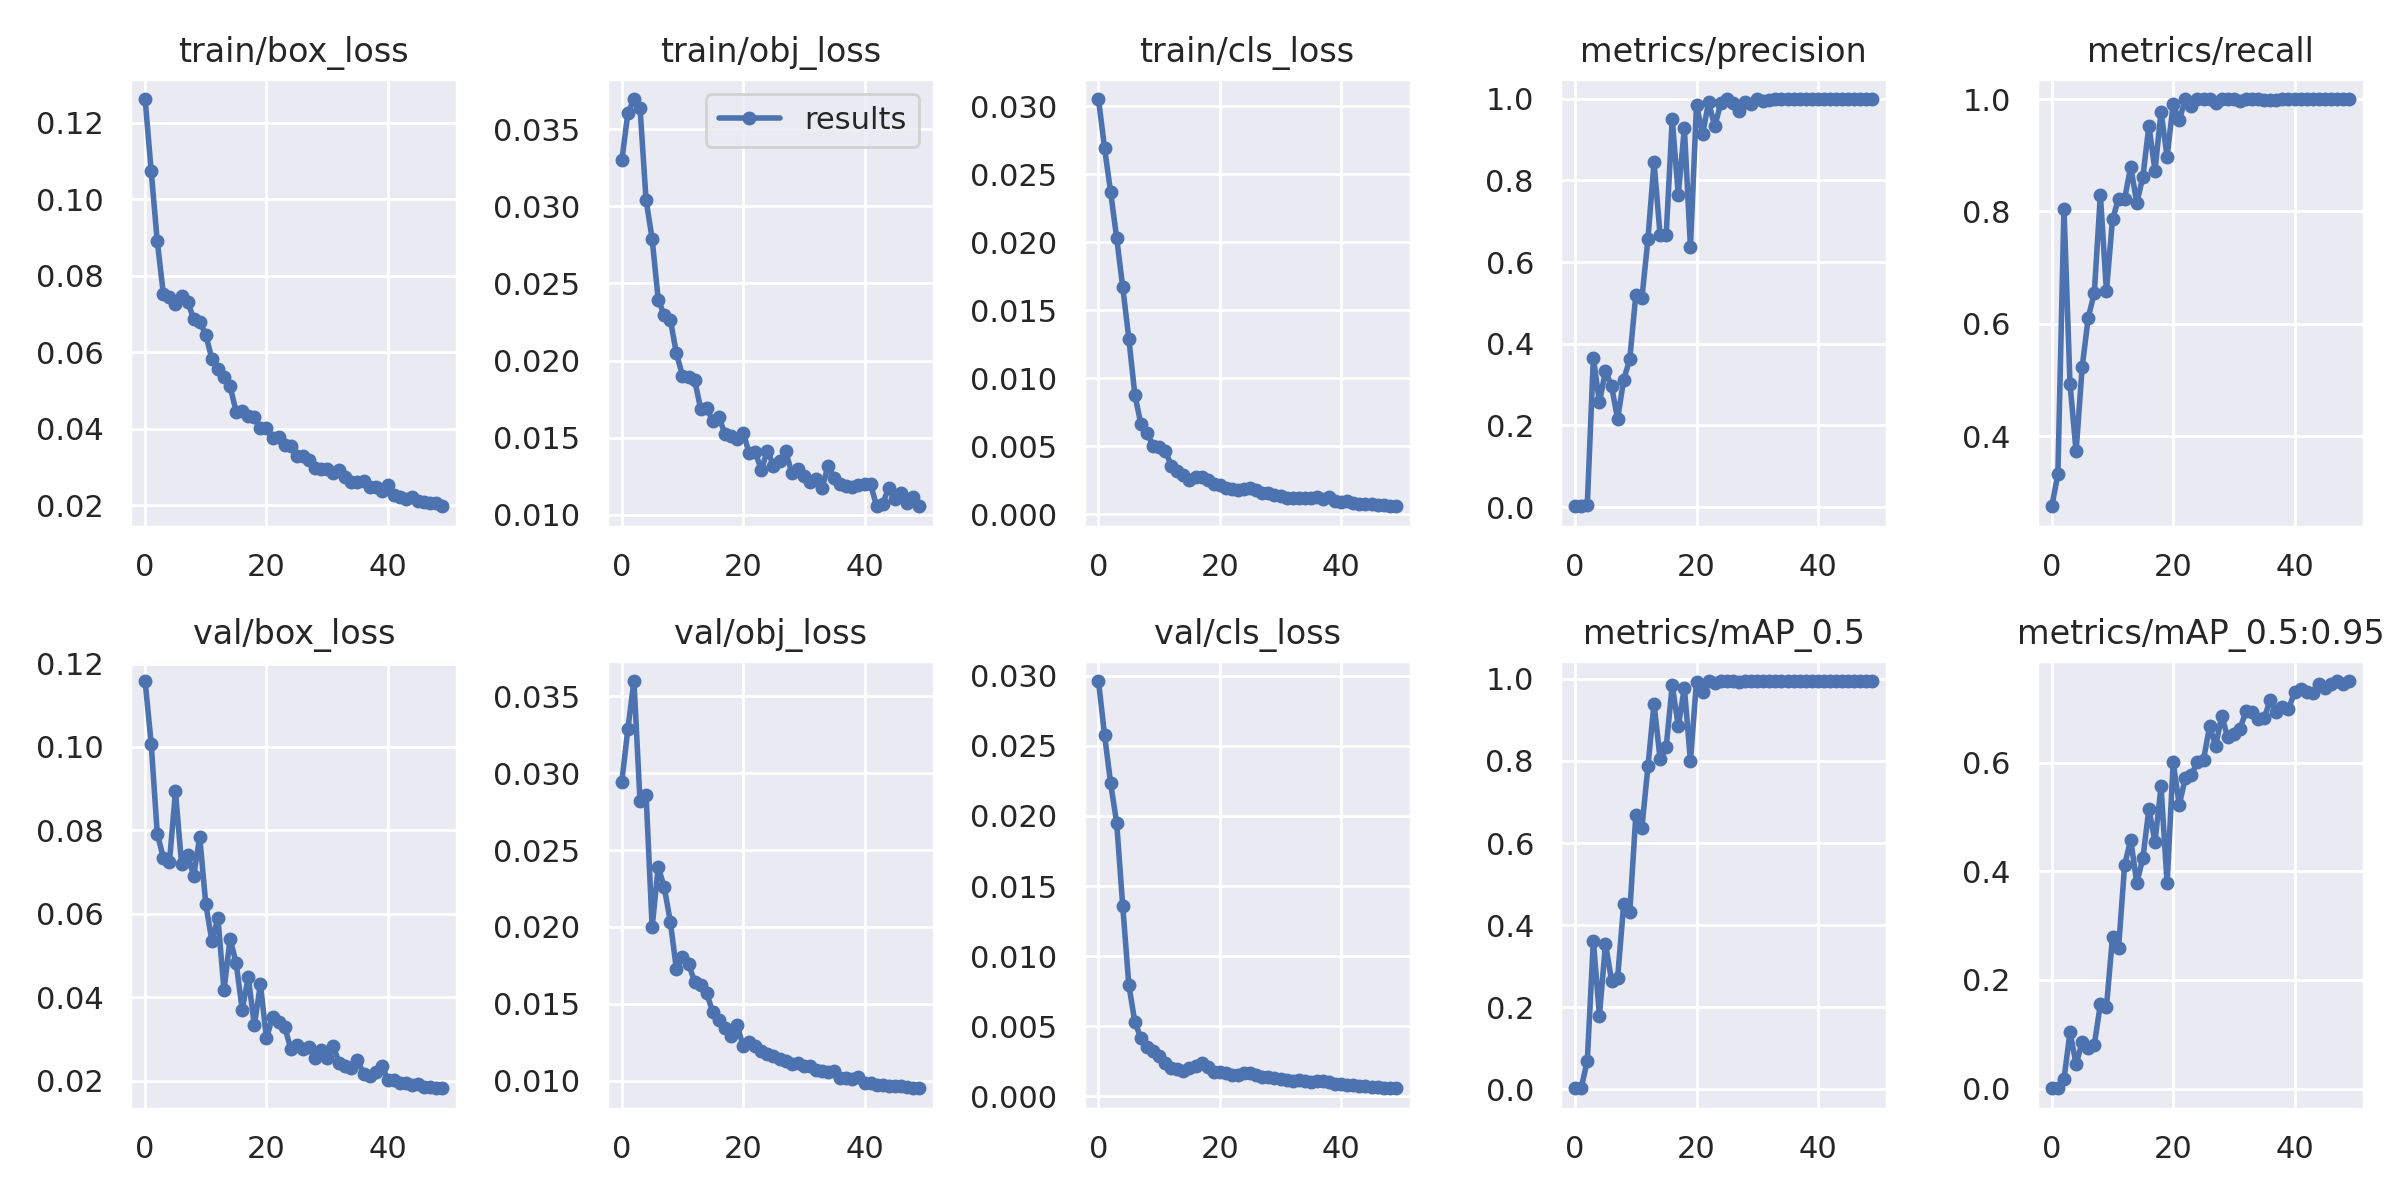 train/box_loss
0.12
0.10
0.08
0.06
0.04
0.02
0 20 40
train/obj_loss
results
0.035
0.030
0.025
0.020
0.015
0.010
0 20 40
train/cls_loss
0.030
0.025
0.020
0.015
0.010
0.005
0.000
0 20 40
metrics/precision
1.0
0.8
0.6
0.4
0.2
0.0
0 20 40
metrics/recall
1.0
0.8
0.6
0.4
0 20 40
val/box_loss
0.12
0.10
0.08
0.06
0.04
0.02
0 20 40
val/obj_loss
0.035
0.030
0.025
0.020
0.015
0.010
0 20 40
val/cls_loss
0.030
0.025
0.020
0.015
0.010
0.005
0.000
0 20 40
metrics/mAP_0.5
1.0
0.8
0.6
0.4
0.2
0.0
0 20 40
metrics/mAP_0.5:0.95
0.6
0.4
0.2
0.0
0 20 40